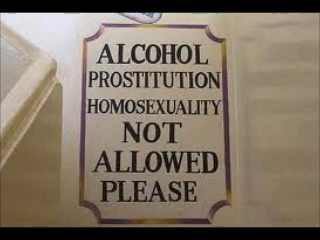 ALCOHOL
PROSTITUTION
HOMOSEXUALITY
NOT
ALLOWED
PLEASE